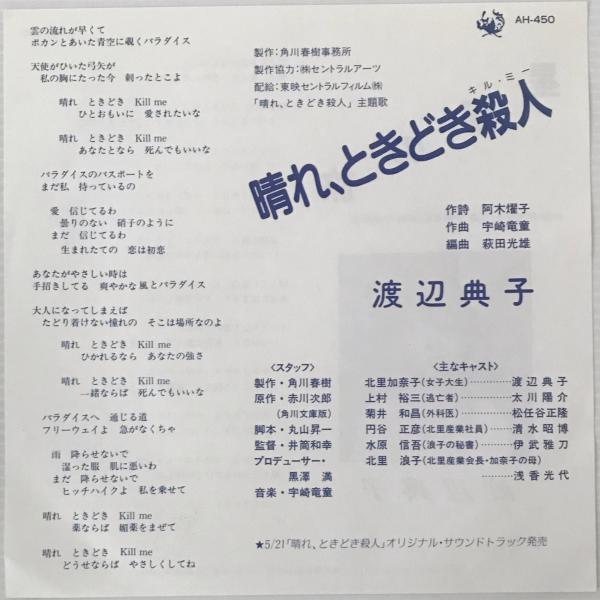 AH-450
雲の流れが早くて
ポカンとあいた青空に覗くパラダイス
天使がひいた弓矢が
私の胸にたった今 刺ったとこよ
晴れ ときどき Kill me
ひとおもいに 愛されたいな
晴れ ときどき Kill me
あなたとなら 死んでもいいな
パラダイスのパスポートを
まだ私 持っているの
愛 信じてるわ
曇りのない 硝子のように
まだ 信じてるわ
生まれたての 恋は初恋
あなたがやさしい時は
手招きしてる 爽やかな風とパラダイス
大人になってしまえば
たどり着けない憧れの そこは場所なのよ
晴れ ときどき Kill me
ひかれるなら あなたの強さ
晴れ ときどき Kill me
一緒ならば 死んでもいいな
パラダイスへ 通じる道
フリーウェイよ 急がなくちゃ
雨 降らせないで
湿った服 肌に悪いわ
まだ 降らせないで
ヒッチハイクよ 私を乗せて
晴れ ときどき Kill me
薬ならば 媚薬をまぜて
晴れ ときどき Kill me
どうせならば やさしくしてね
製作:角川春樹事務所
製作協力:㈱セントラルアーツ
配給:東映セントラルフィルム㈱
「晴れ、ときどき殺人」主題歌
キル・ミー
晴れ、ときどき殺人
作詩 阿木燿子
作曲 宇崎竜童
編曲 萩田光雄
渡辺典子
〈スタッフ〉
製作・角川春樹
原作・赤川次郎
(角川文庫版)
脚本・丸山昇一
監督・井筒和幸
プロデューサー・
黒澤 満
音楽・宇崎竜童
〈主なキャスト〉
北里加奈子(女子大生)…………渡辺典子
上村 裕三(逃亡者)…………太川陽介
菊井 和昌(外科医)…………松任谷正隆
円谷 正彦(北里産業社員)………清水昭博
水原 信吾(浪子の秘書)………伊武雅刀
北里 浪子(北里産業会長・加奈子の母)
…………浅香光代
★5/21「晴れ、ときどき殺人」オリジナル・サウンドトラック発売